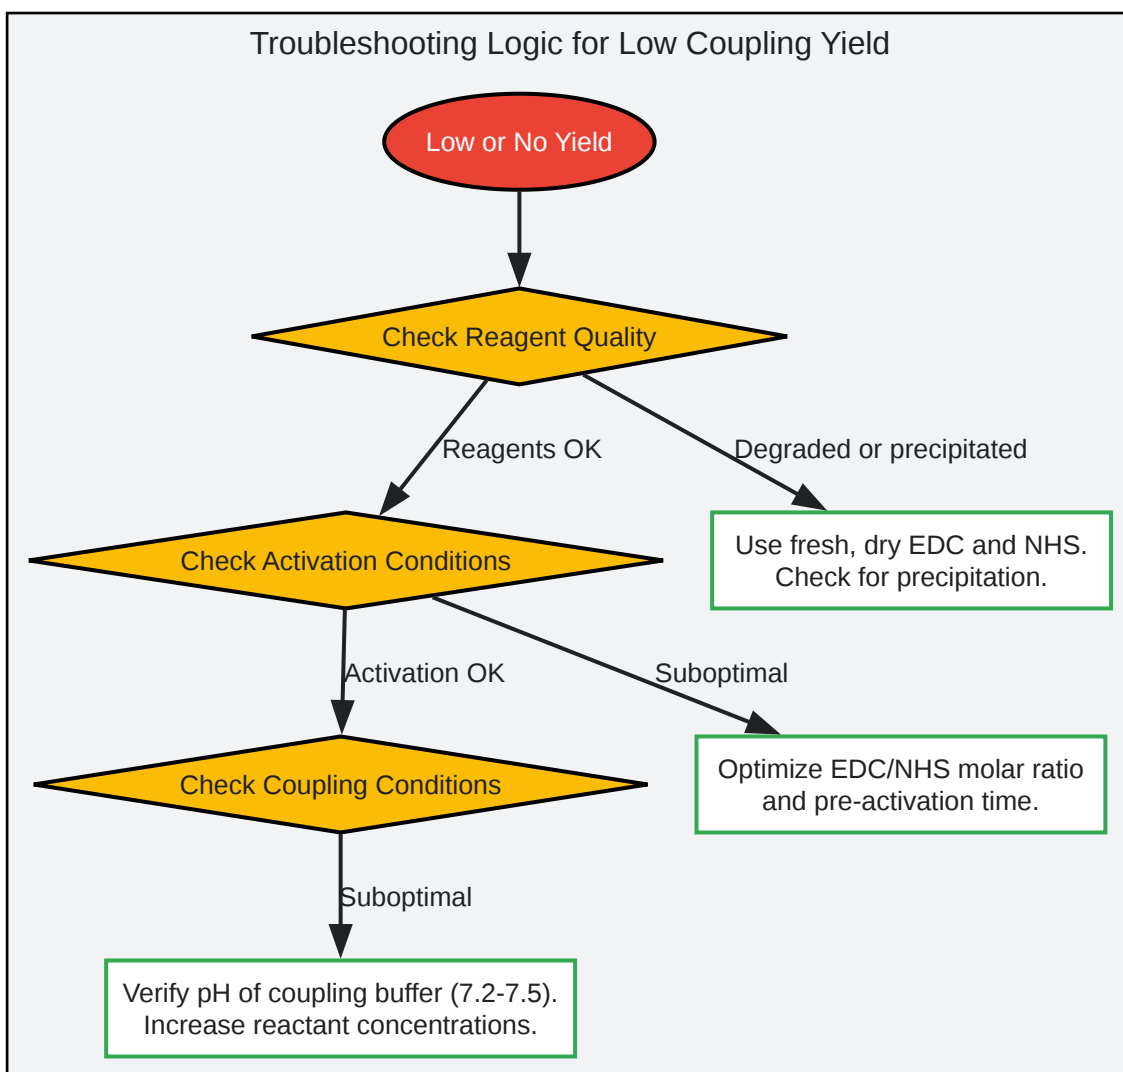 Troubleshooting Logic for Low Coupling Yield
Low or No Yield
Check Reagent Quality
Reagents OK
Degraded or precipitated
Use fresh, dry EDC and NHS.
Check for precipitation.
Check Activation Conditions
Activation OK
Suboptimal
Optimize EDC/NHS molar ratio
and pre-activation time.
Check Coupling Conditions
Suboptimal
Verify pH of coupling buffer (7.2-7.5).
Increase reactant concentrations.